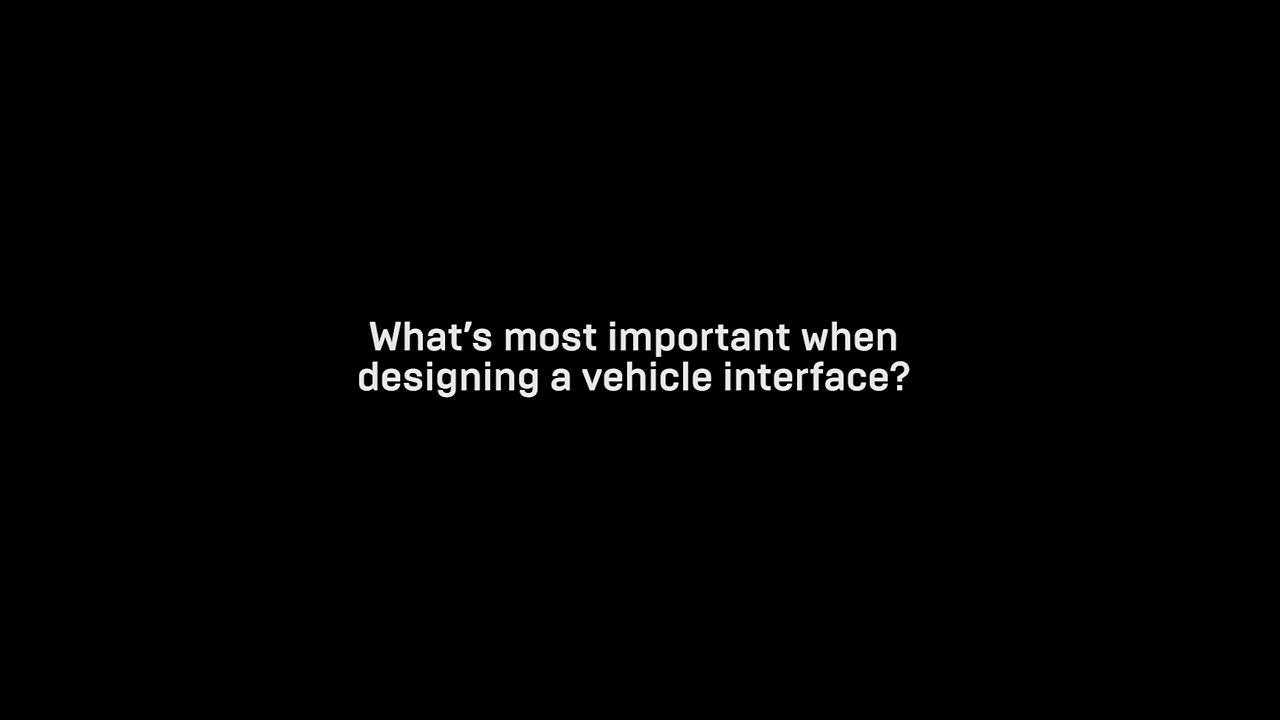 What's most important when
designing a vehicle interface?